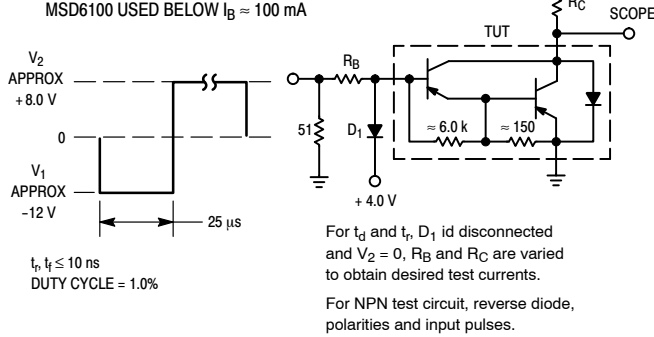 MSD6100 USED BELOW I_B ≈ 100 mA
R_C
SCOPE
TUT
V_2
APPROX
+8.0 V
R_B
51
D_1
≈ 6.0 k
≈ 150
0
V_1
APPROX
-12 V
+ 4.0 V
25 μs
t_r, t_f ≤ 10 ns
DUTY CYCLE = 1.0%
For t_d and t_r, D_1 id disconnected
and V_2 = 0, R_B and R_C are varied
to obtain desired test currents.
For NPN test circuit, reverse diode,
polarities and input pulses.